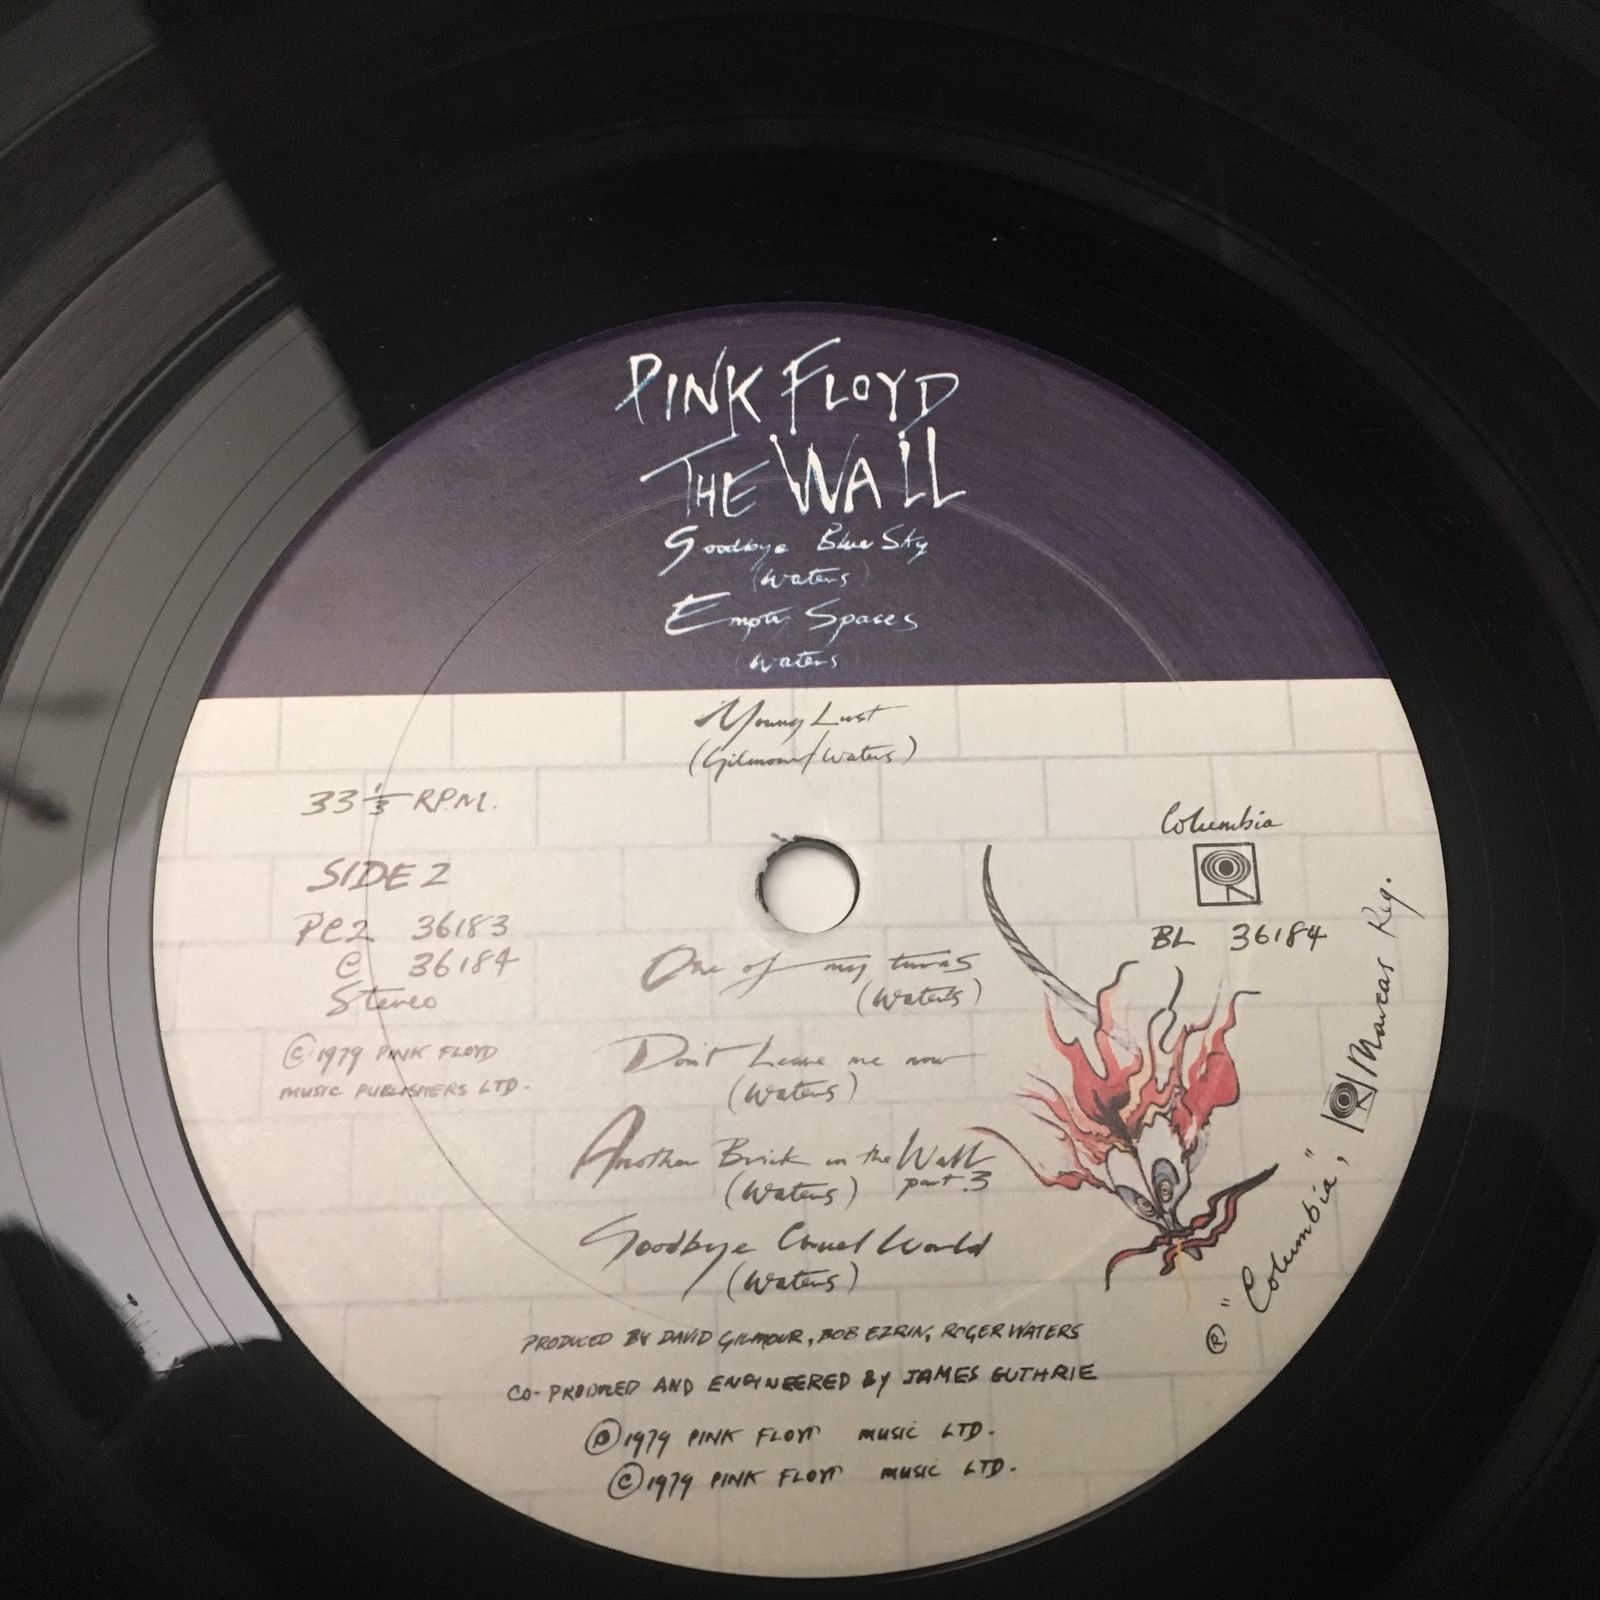 PINK FLOYD
THE WALL
Goodbye Blue Sky
(Waters)
Empty Spaces
(Waters)
Young Lust
(Gilmour/Waters)
33 1/3 R.P.M.
SIDE 2
PC2 36183
C 36184
Stereo
© 1979 PINK FLOYD
MUSIC PUBLISHERS LTD.
Columbia
BL 36184
One of my turns
(Waters)
Don't Leave me now
(Waters)
Another Brick in the Wall
part 3
(Waters)
Goodbye Cruel World
(Waters)
PRODUCED BY DAVID GILMOUR, BOB EZRIN, ROGER WATERS
CO-PRODUCED AND ENGINEERED BY JAMES GUTHRIE
℗ 1979 PINK FLOYD MUSIC LTD.
© 1979 PINK FLOYD MUSIC LTD.
® "Columbia", Marcas Reg.